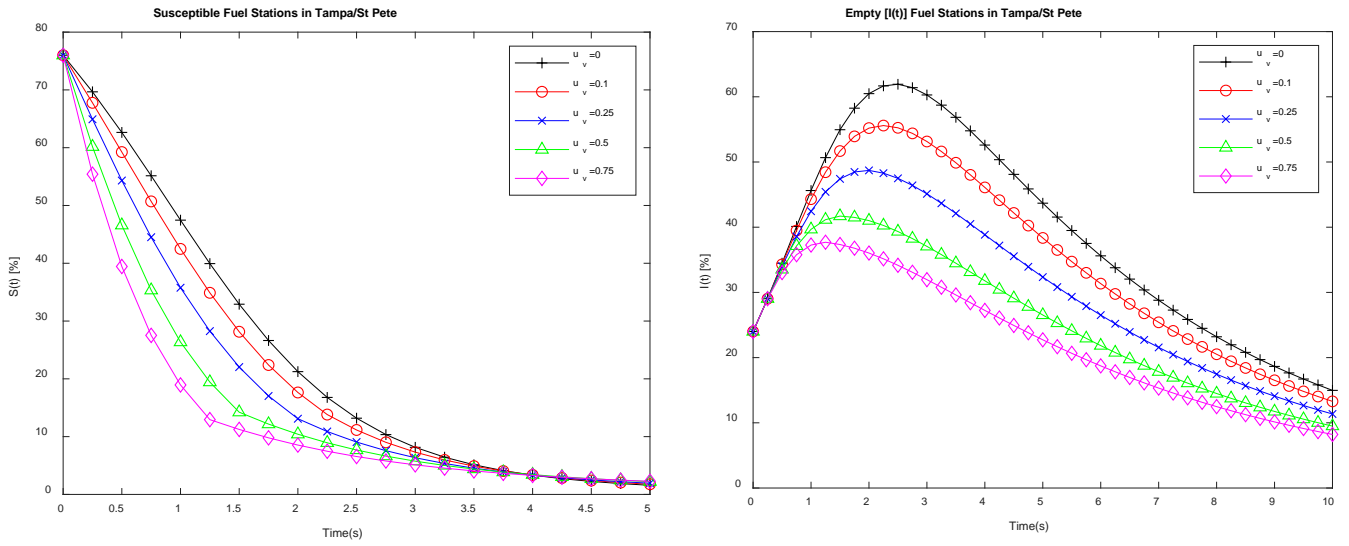 Susceptible Fuel Stations in Tampa/St Pete
80
70
60
50
40
30
20
10
0
S(t) [%]
0 0.5 1 1.5 2 2.5 3 3.5 4 4.5 5
Time(s)
u v =0
u v =0.1
u v =0.25
u v =0.5
u v =0.75
Empty [I(t)] Fuel Stations in Tampa/St Pete
70
60
50
40
30
20
10
0
I(t) [%]
0 1 2 3 4 5 6 7 8 9 10
Time(s)
u v =0
u v =0.1
u v =0.25
u v =0.5
u v =0.75